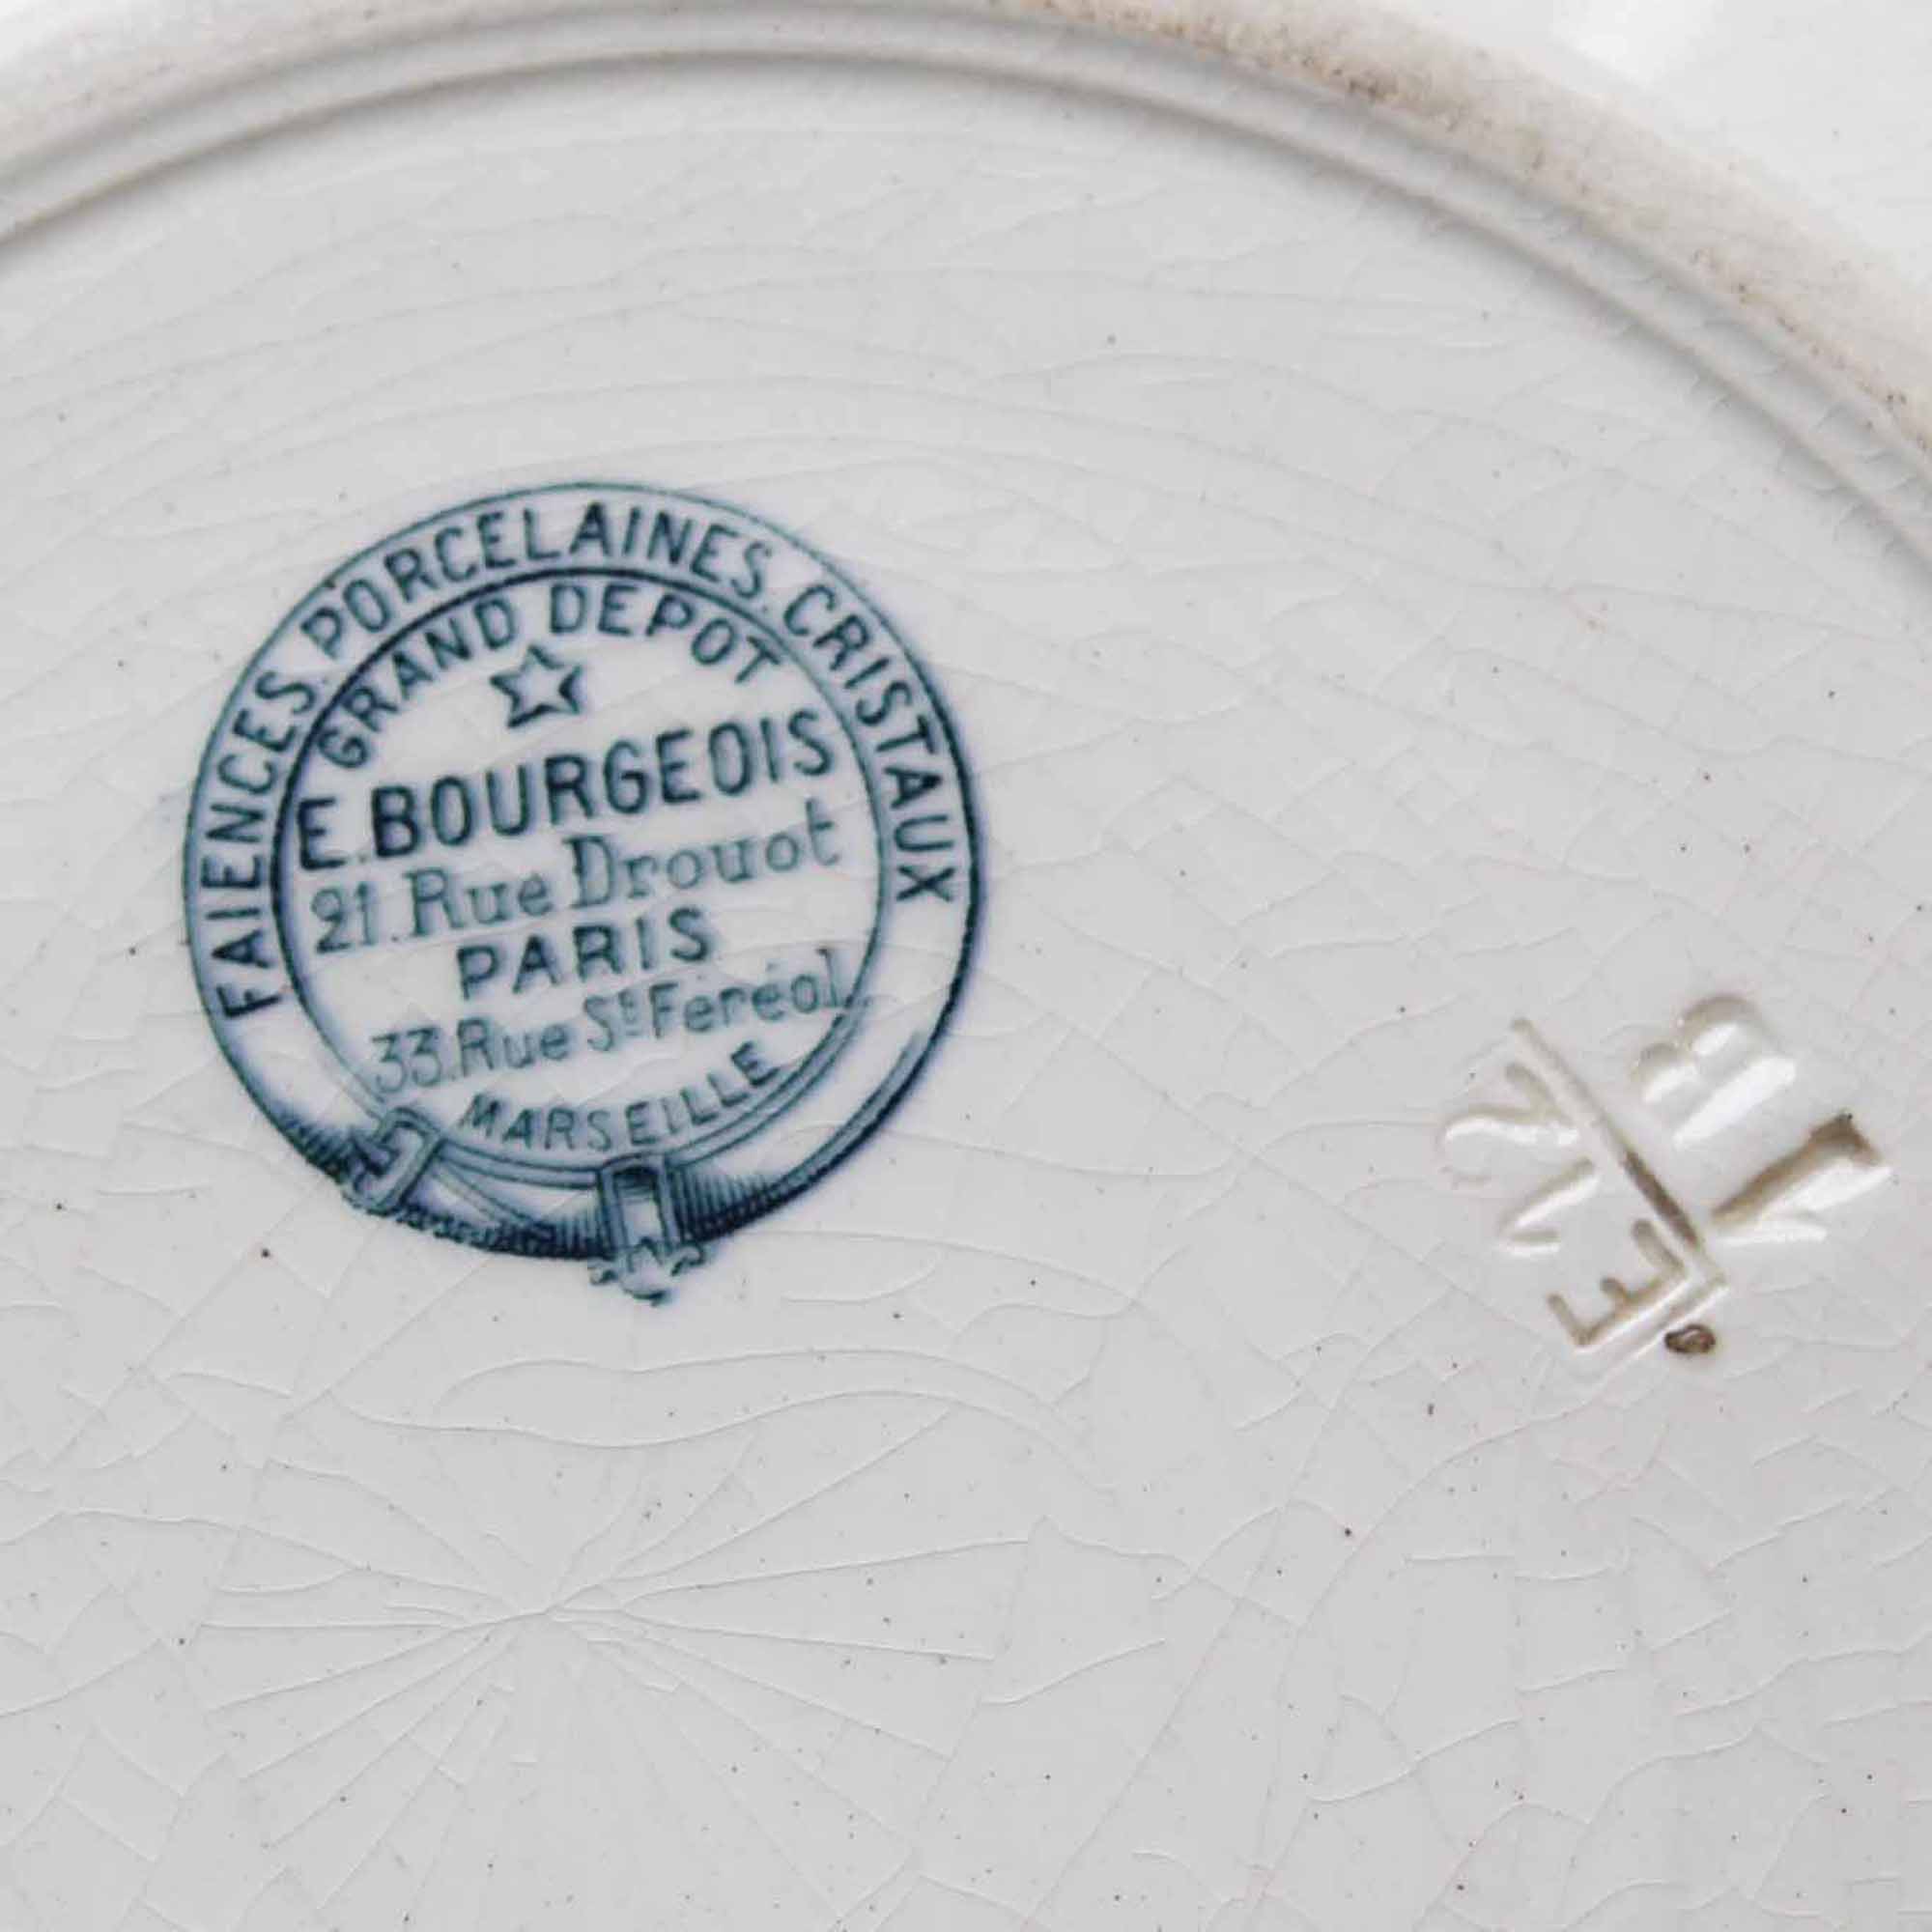 FAIENCES. PORCELAINES. CRISTAUX
GRAND DEPOT
E. BOURGEOIS
21. Rue Drouot
PARIS
33. Rue St Feréol
MARSEILLE